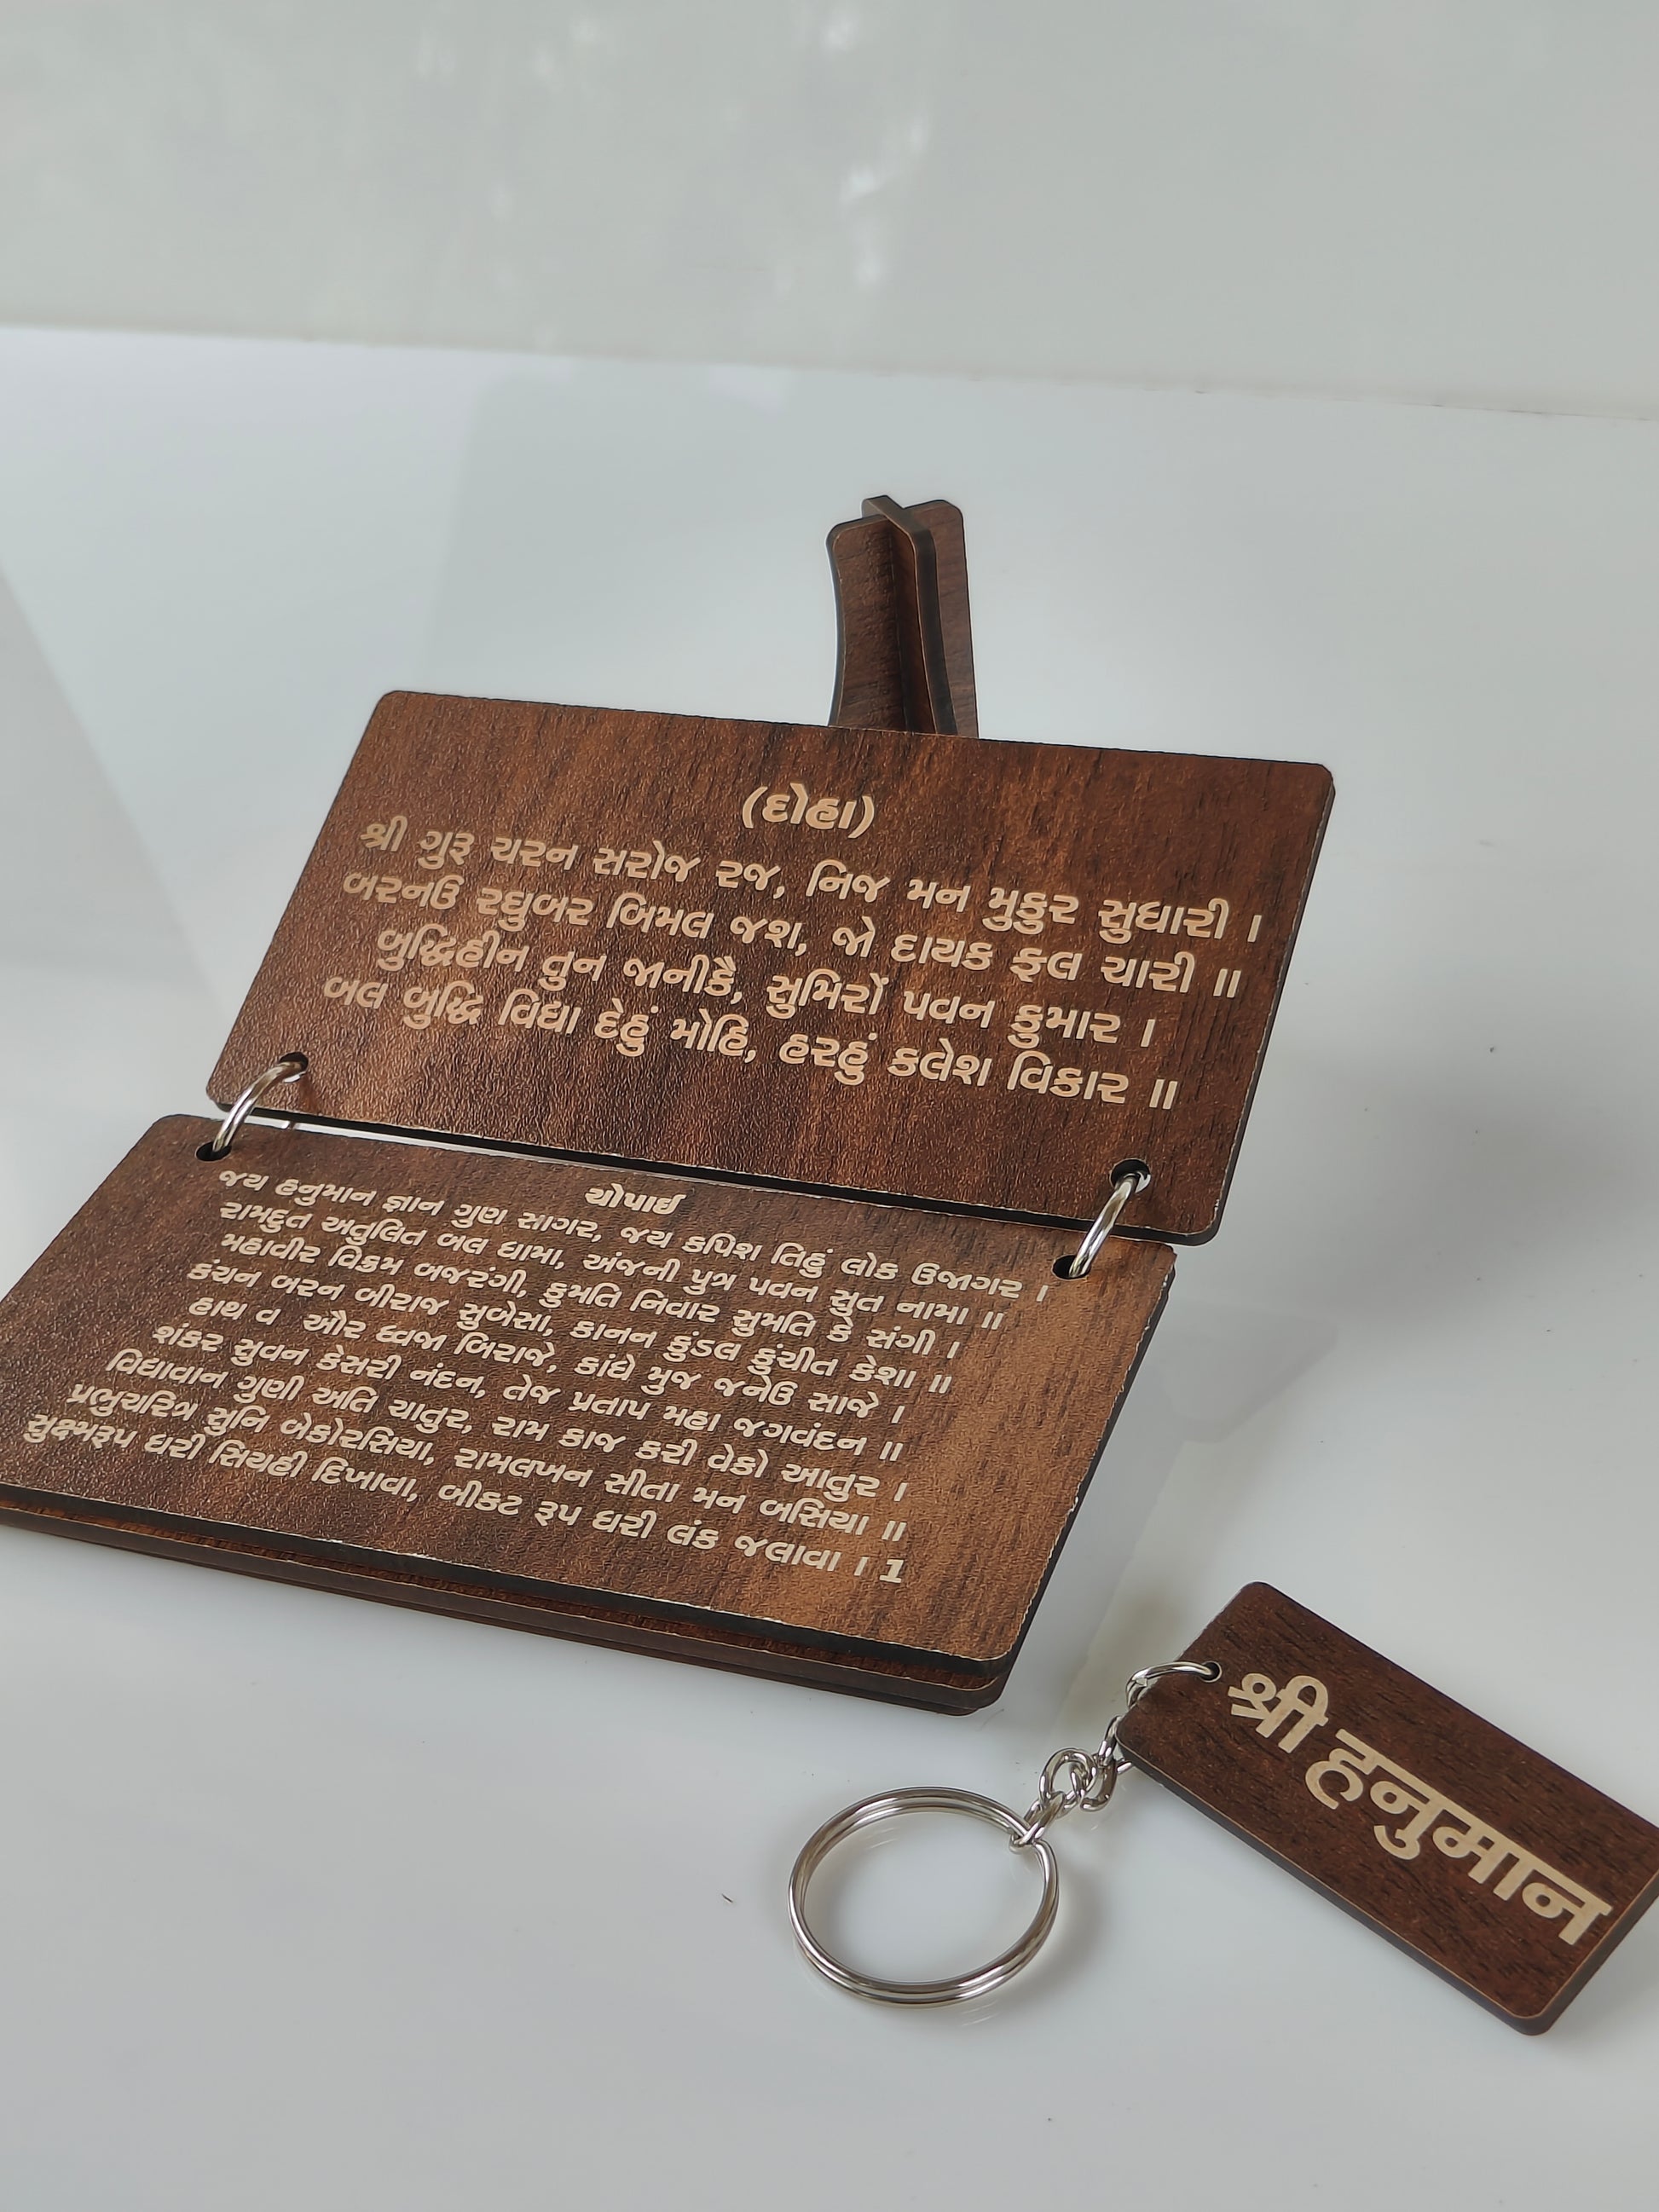 (દોહા)
શ્રી ગુરૂ ચરન સરોજ રજ, નિજ મન મુકુર સુધારી ।
બરનઉ રઘુબર બિમલ જશ, જો દાયક ફલ ચારી ॥
બુદ્ધિહીન તુન જાનીકૈ, સુમિરોં પવન કુમાર ।
બલ બુદ્ધિ વિદ્યા દેહું મોહિ, હરહું કલેશ વિકાર ॥
ચોપાઈ
જય હનુમાન જ્ઞાન ગુણ સાગર, જય કપિશ તિહું લોક ઉજાગર ।
રામદુત અતુલિત બલ ધામા, અંજની પુત્ર પવન સુત નામા ॥
મહાવીર વિક્રમ બજરંગી, કુમતિ નિવાર સુમતિ કે સંગી ।
કંચન બરન બીરાજ સુબેસા, કાનન કુંડલ કુંચીત કેશા ॥
હાથ વ ઔર ધ્વજા બિરાજે, કાંધે મુજ જનેઉ સાજે ।
શંકર સુવન કેસરી નંદન, તેજ પ્રતાપ મહા જગવંદન ॥
વિદ્યાવાન ગુણી અતિ ચાતુર, રામ કાજ કરી વેકો આતુર ।
પ્રભુચરિત્ર સુનિ બેકોરસિયા, રામલખન સીતા મન બસિયા ॥
સુક્ષ્મરૂપ ધરી સિયહી દિખાવા, બીકટ રૂપ ધરી લંક જલાવા । 1
श्री हनुमान